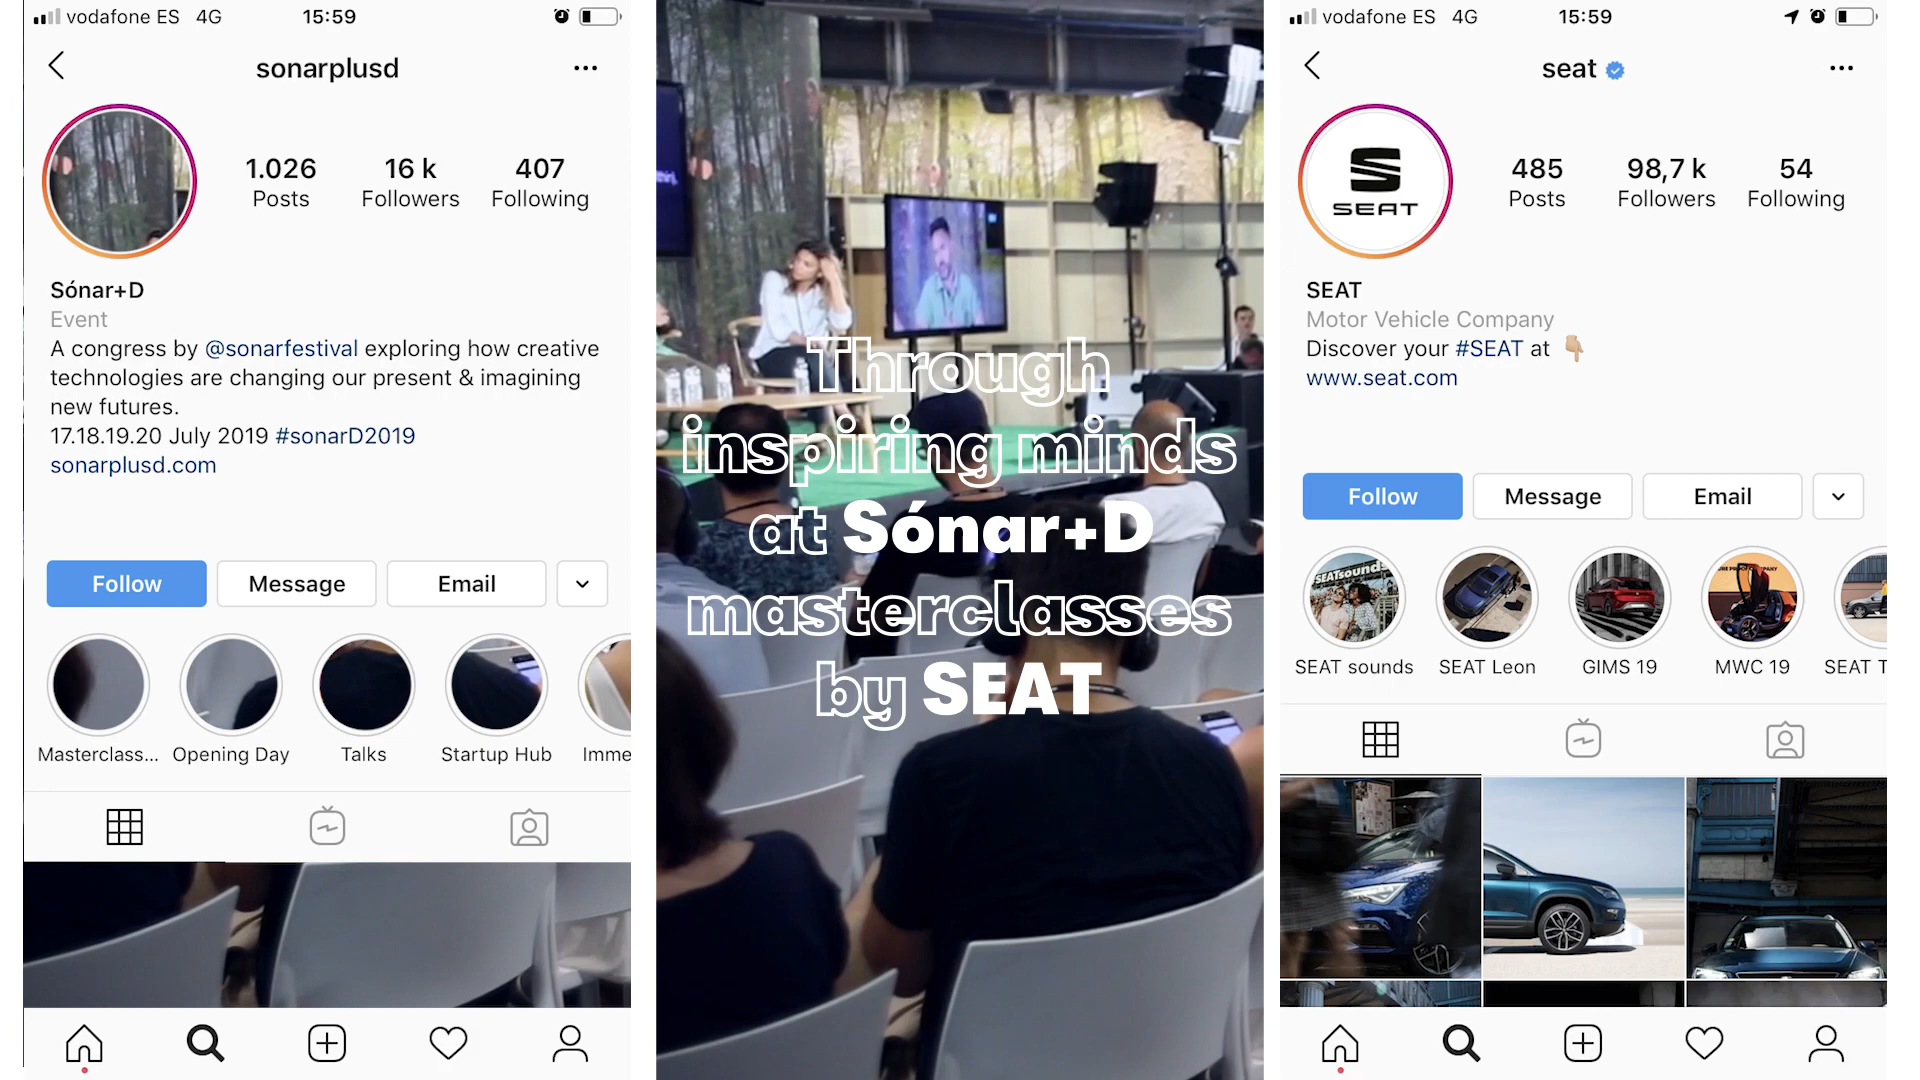 vodafone ES 4G 15:59
sonarplusd
1.026 16 k 407
Posts Followers Following
Sónar+D
Event
A congress by @sonarfestival exploring how creative
technologies are changing our present & imagining
new futures.
17.18.19.20 July 2019 #sonarD2019
sonarplusd.com
Follow Message Email
Masterclass... Opening Day Talks Startup Hub Imme
Through
inspiring minds
at Sónar+D
masterclasses
by SEAT
vodafone ES 4G 15:59
seat
SEAT
485 98,7 k 54
Posts Followers Following
SEAT
Motor Vehicle Company
Discover your #SEAT at
www.seat.com
Follow Message Email
SEATsounds
SEAT sounds SEAT Leon GIMS 19 MWC 19 SEAT T